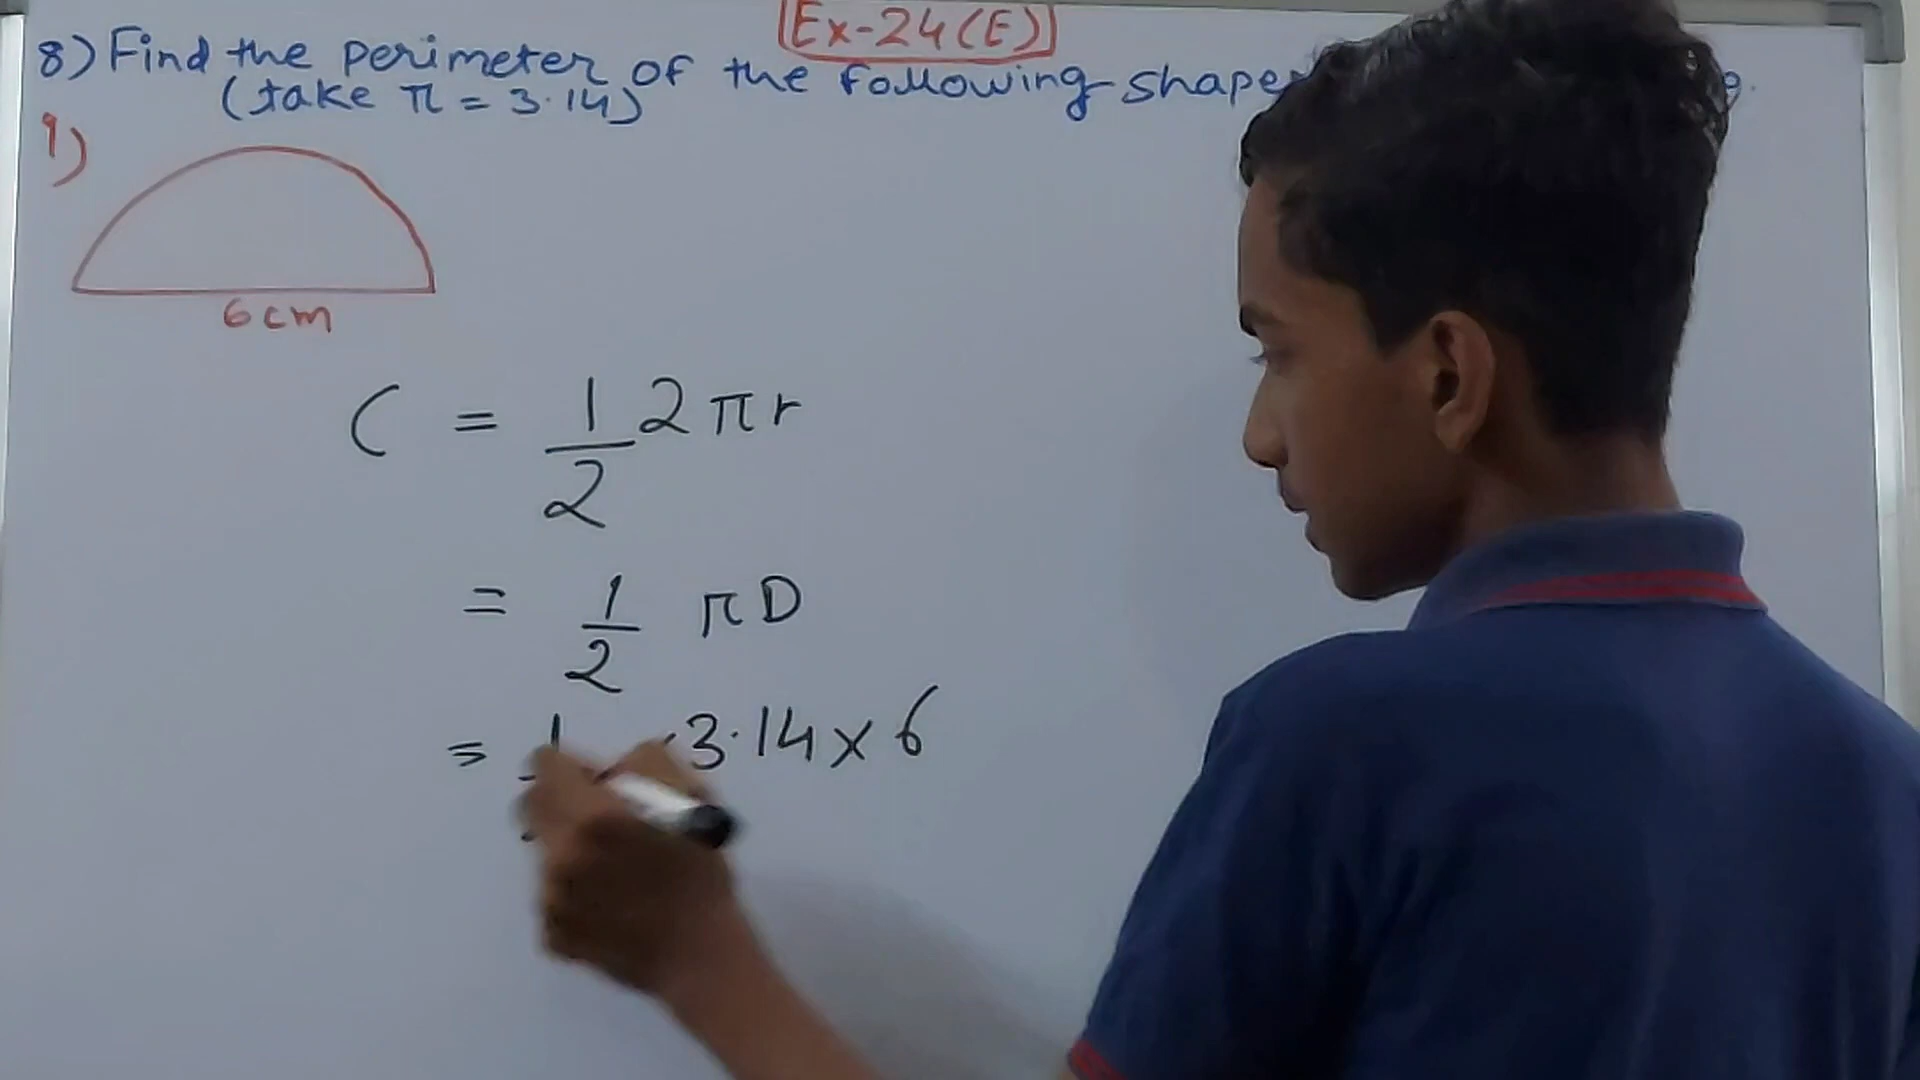 Ex-24(E)
8) Find the perimeter of the following shape
(take π = 3.14)
1)
6cm
C = 1/2 2πr
= 1/2 πD
= 1 3.14 x 6